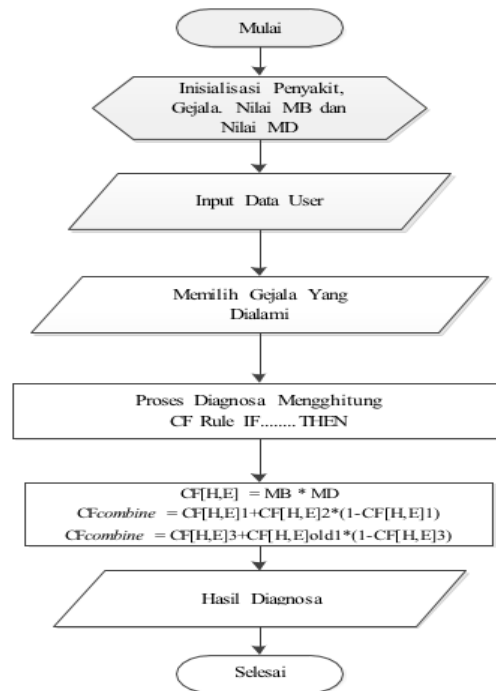 Mulai
Inisialisasi Penyakit,
Gejala. Nilai MB dan
Nilai MD
Input Data User
Memilih Gejala Yang
Dialami
Proses Diagnosa Mengghitung
CF Rule IF........ THEN
CF[H,E] = MB * MD
CFcombine = CF[H,E]1+CF[H,E]2*(1-CF[H,E]1)
CFcombine = CF[H,E]3+CF[H,E]old1*(1-CF[H,E]3)
Hasil Diagnosa
Selesai